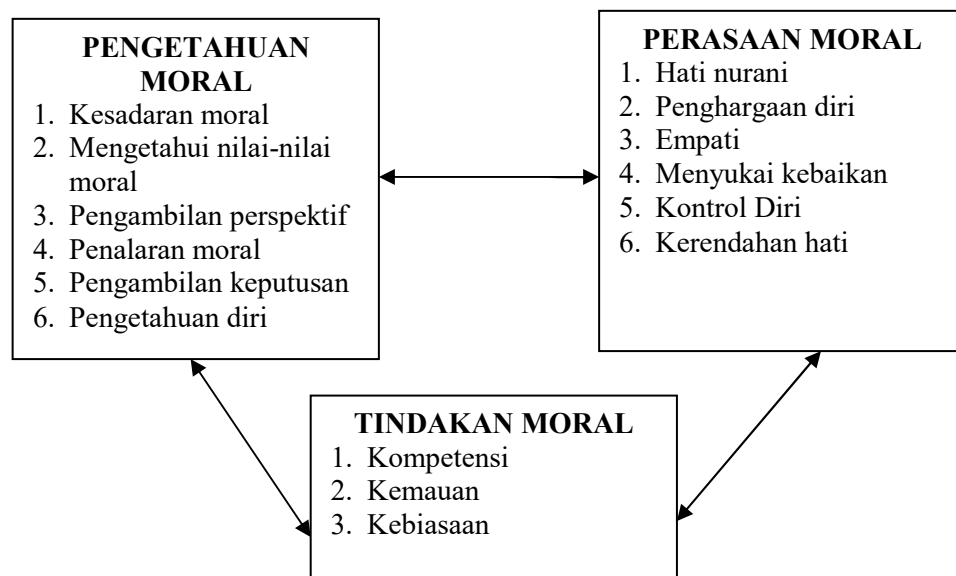 PENGETAHUAN
MORAL
1. Kesadaran moral
2. Mengetahui nilai-nilai
moral
3. Pengambilan perspektif
4. Penalaran moral
5. Pengambilan keputusan
6. Pengetahuan diri
PERASAAN MORAL
1. Hati nurani
2. Penghargaan diri
3. Empati
4. Menyukai kebaikan
5. Kontrol Diri
6. Kerendahan hati
TINDAKAN MORAL
1. Kompetensi
2. Kemauan
3. Kebiasaan